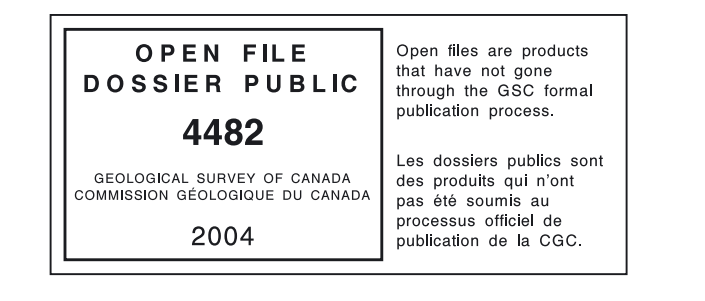 OPEN FILE
DOSSIER PUBLIC
4482
GEOLOGICAL SURVEY OF CANADA
COMMISSION GÉOLOGIQUE DU CANADA
2004
Open files are products
that have not gone
through the GSC formal
publication process.
Les dossiers publics sont
des produits qui n'ont
pas été soumis au
processus officiel de
publication de la CGC.